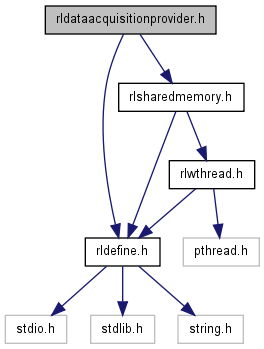 rldataacquisitionprovider.h
rlsharedmemory.h
rlwthread.h
rldefine.h
pthread.h
stdio.h
stdlib.h
string.h